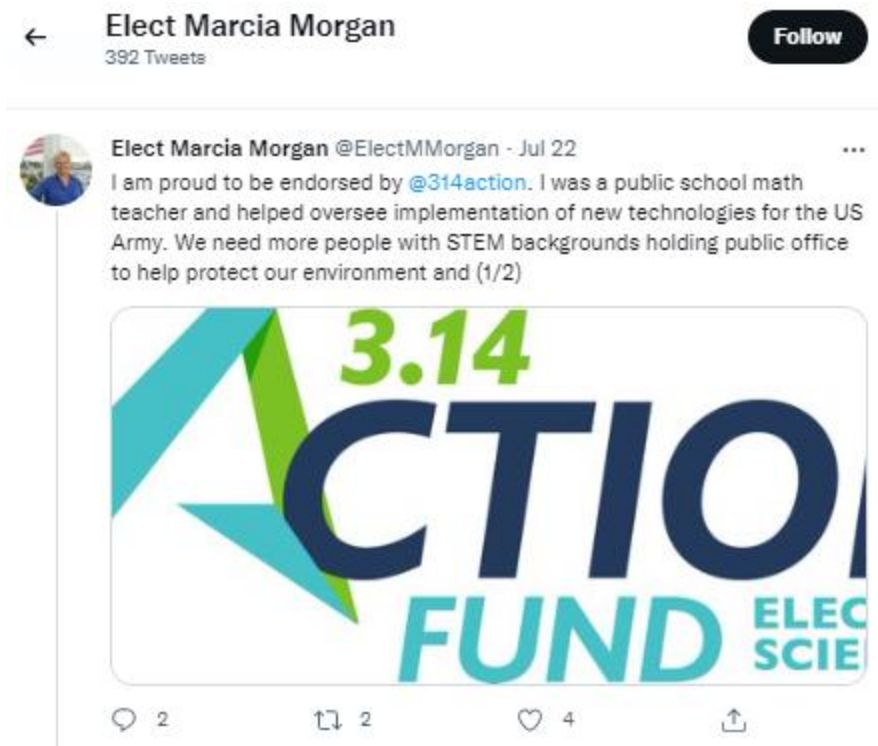 Elect Marcia Morgan
392 Tweets
Follow
Elect Marcia Morgan @ElectMMorgan · Jul 22
I am proud to be endorsed by @314action. I was a public school math
teacher and helped oversee implementation of new technologies for the US
Army. We need more people with STEM backgrounds holding public office
to help protect our environment and (1/2)
3.14
ACTIO
FUND
ELEC
SCIE
2
2
4